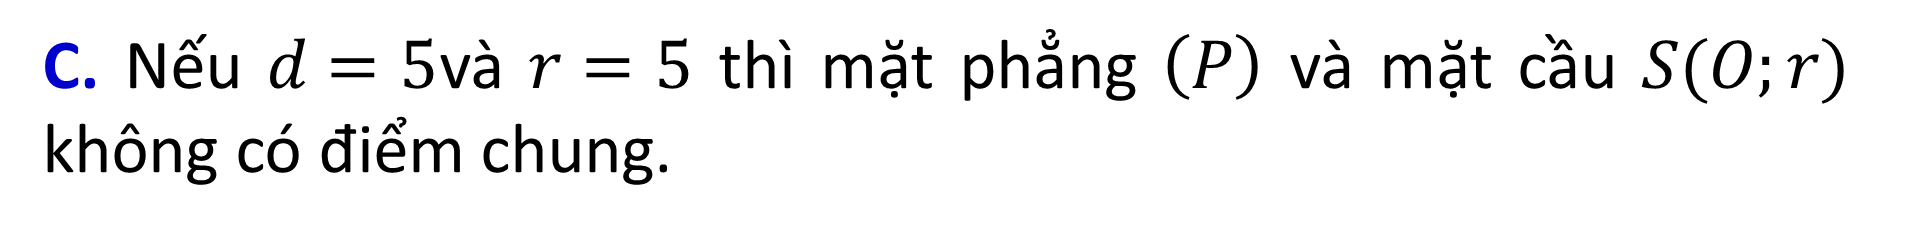 C. Nếu d = 5và r = 5 thì mặt phẳng (P) và mặt cầu S(O; r)
không có điểm chung.